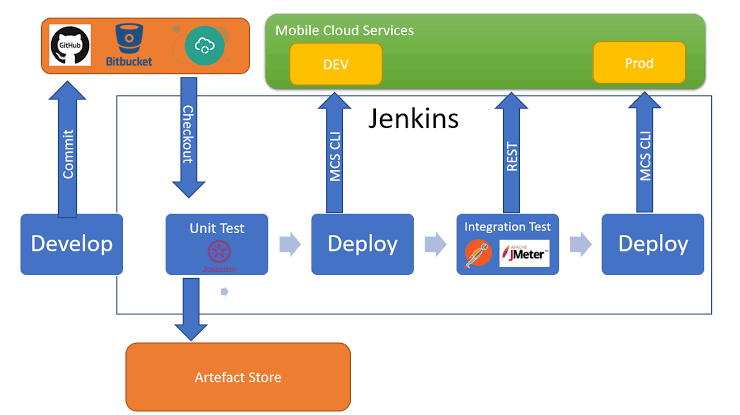 GitHub
Bitbucket
Mobile Cloud Services
DEV
Prod
Jenkins
Commit
Checkout
MCS CLI
REST
MCS CLI
Develop
Unit Test
Deploy
Integration Test
APACHE
JMeter
Deploy
Artefact Store